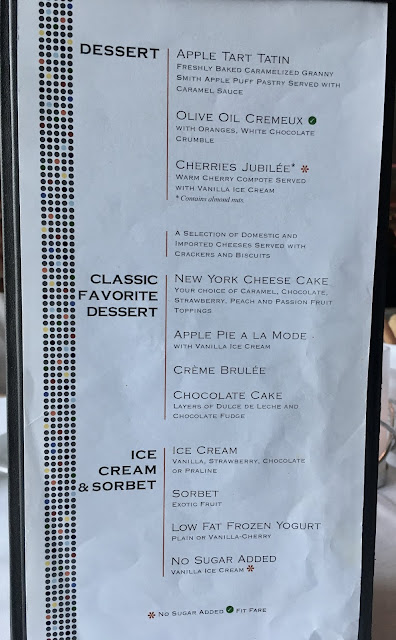 DESSERT
APPLE TART TATIN
FRESHLY BAKED CARAMELIZED GRANNY
SMITH APPLE PUFF PASTRY SERVED WITH
CARAMEL SAUCE
OLIVE OIL CREMEUX
WITH ORANGES, WHITE CHOCOLATE
CRUMBLE
CHERRIES JUBILÉE*
WARM CHERRY COMPOTE SERVED
WITH VANILLA ICE CREAM
* Contains almond nuts.
A SELECTION OF DOMESTIC AND
IMPORTED CHEESES SERVED WITH
CRACKERS AND BISCUITS
CLASSIC
FAVORITE
DESSERT
NEW YORK CHEESE CAKE
YOUR CHOICE OF CARAMEL, CHOCOLATE,
STRAWBERRY, PEACH AND PASSION FRUIT
TOPPINGS
APPLE PIE A LA MODE
WITH VANILLA ICE CREAM
CRÈME BRULÉE
CHOCOLATE CAKE
LAYERS OF DULCE DE LECHE AND
CHOCOLATE FUDGE
ICE
CREAM
& SORBET
ICE CREAM
VANILLA, STRAWBERRY, CHOCOLATE
OR PRALINE
SORBET
EXOTIC FRUIT
LOW FAT FROZEN YOGURT
PLAIN OR VANILLA-CHERRY
NO SUGAR ADDED
VANILLA ICE CREAM
NO SUGAR ADDED FIT FARE